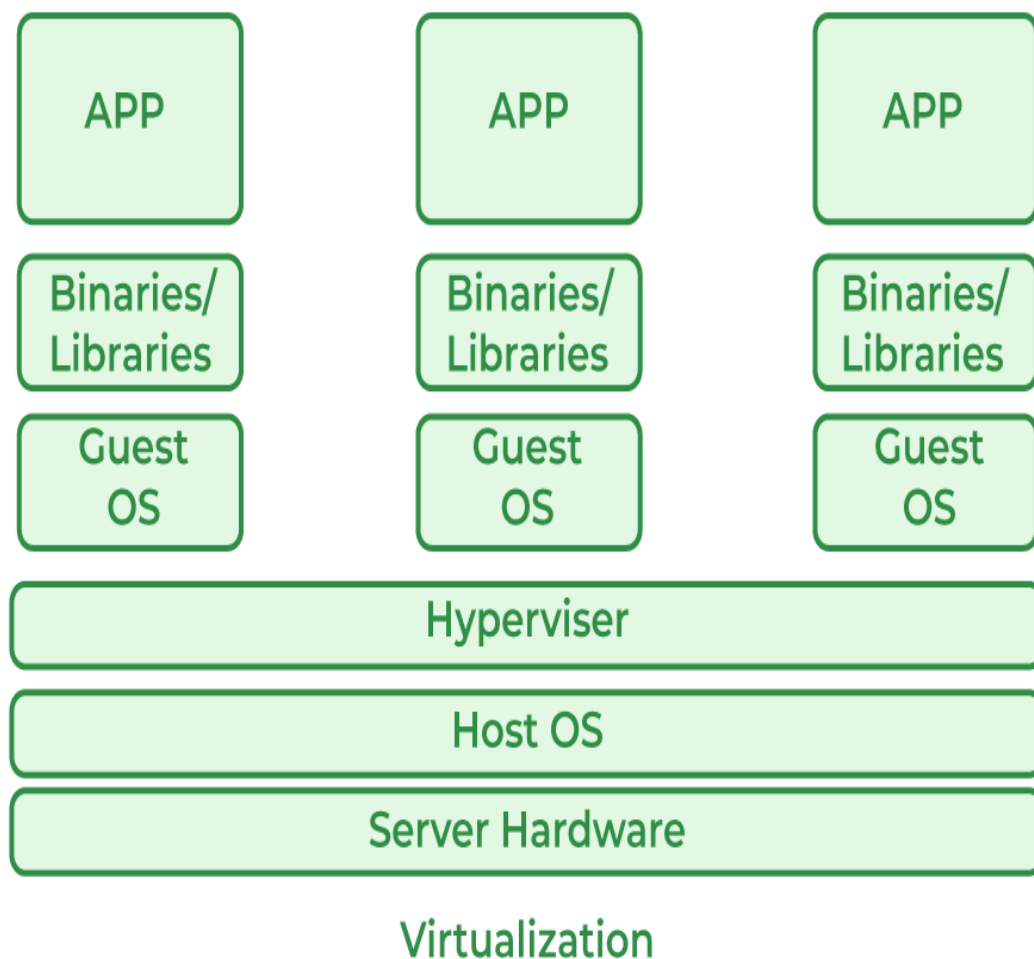 APP
APP
APP
Binaries/
Libraries
Binaries/
Libraries
Binaries/
Libraries
Guest
OS
Guest
OS
Guest
OS
Hyperviser
Host OS
Server Hardware
Virtualization